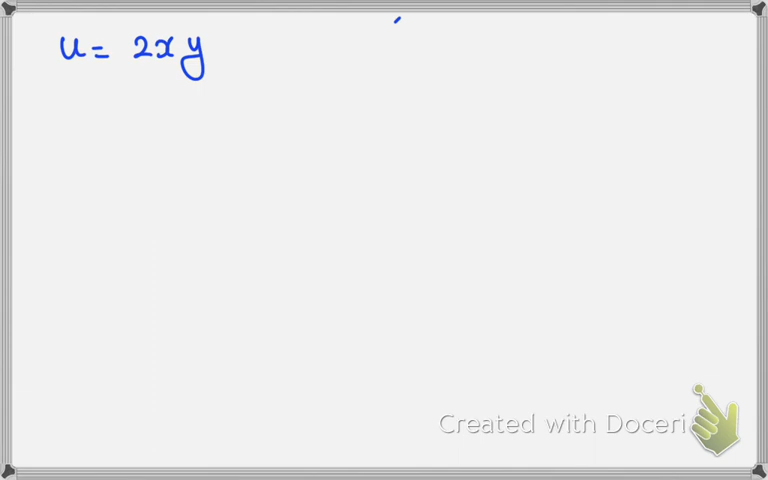 u = 2xy
Created with Doceri